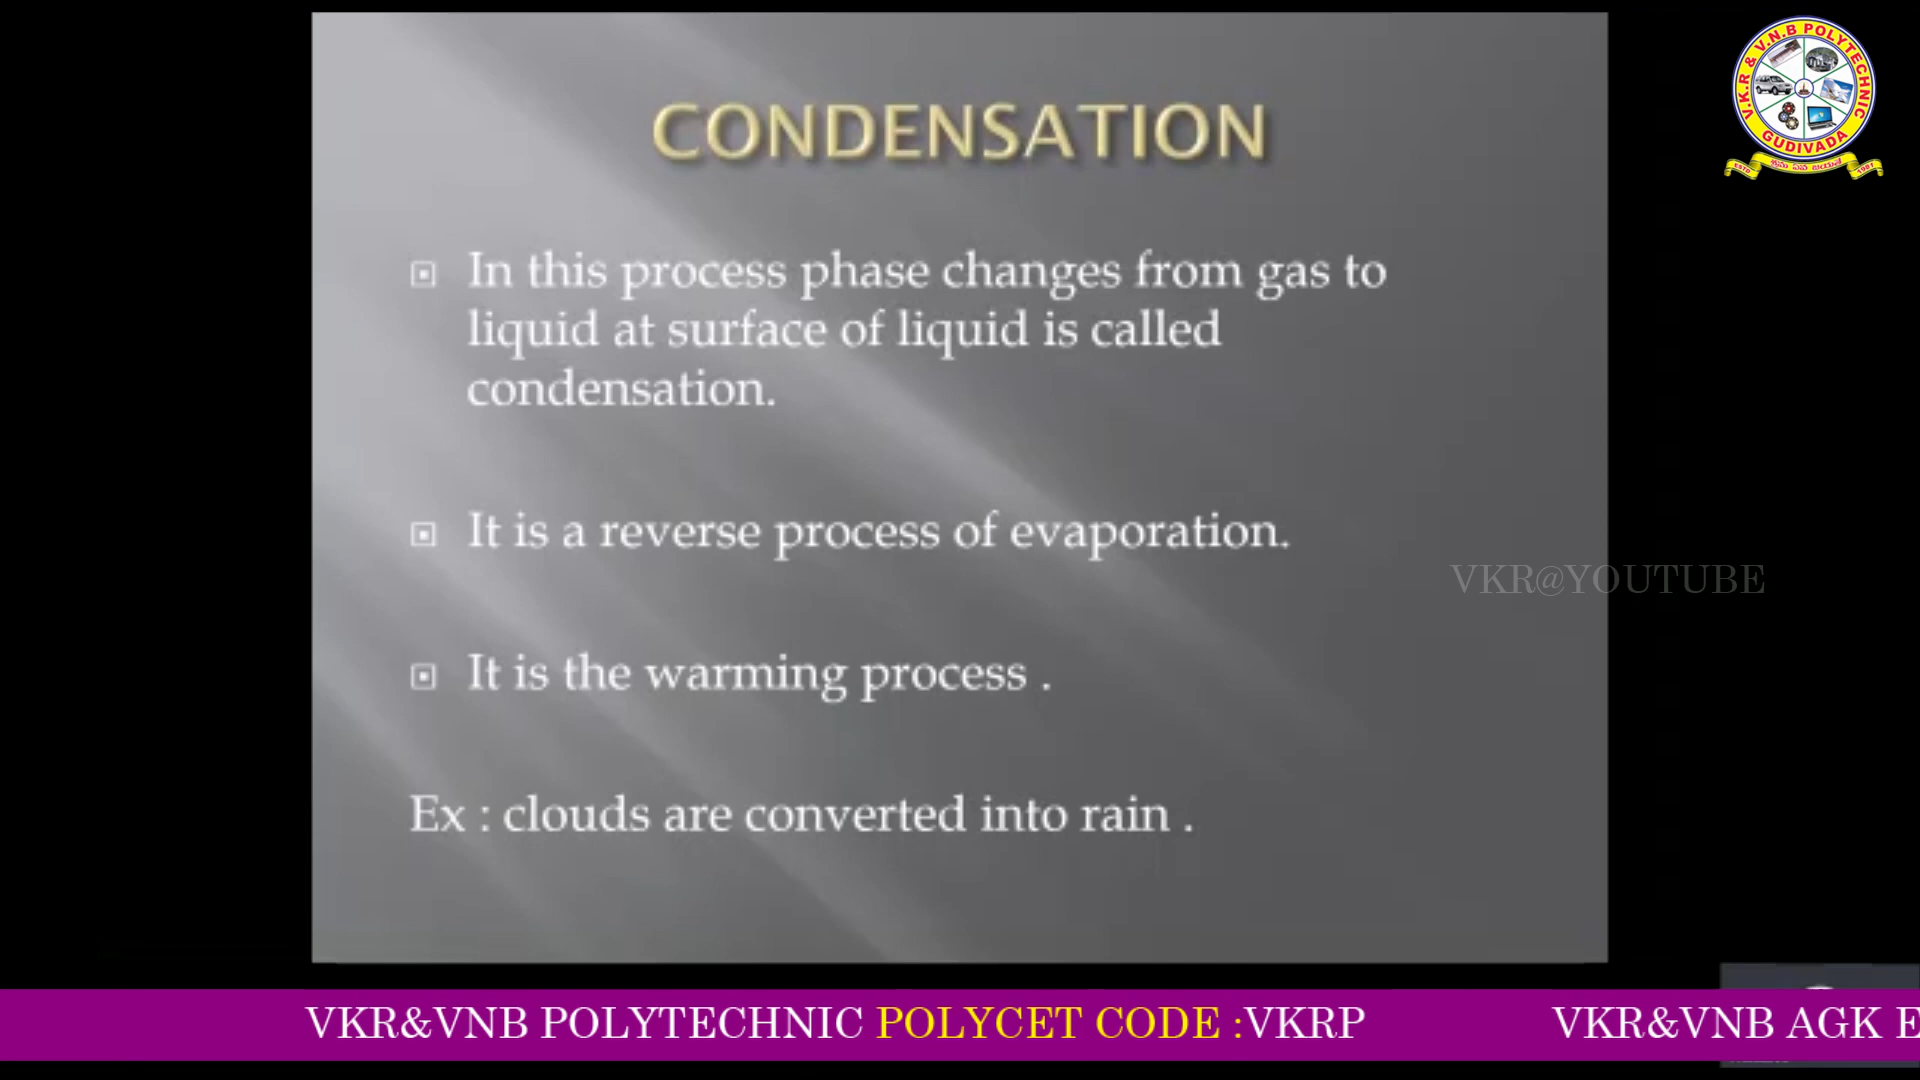 CONDENSATION
In this process phase changes from gas to
liquid at surface of liquid is called
condensation.
It is a reverse process of evaporation.
It is the warming process .
Ex : clouds are converted into rain .
V.K.R & V.N.B POLYTECHNIC
GUDIVADA
ESTD
1981
VKR@YOUTUBE
VKR&VNB POLYTECHNIC POLYCET CODE :VKRP VKR&VNB AGK E